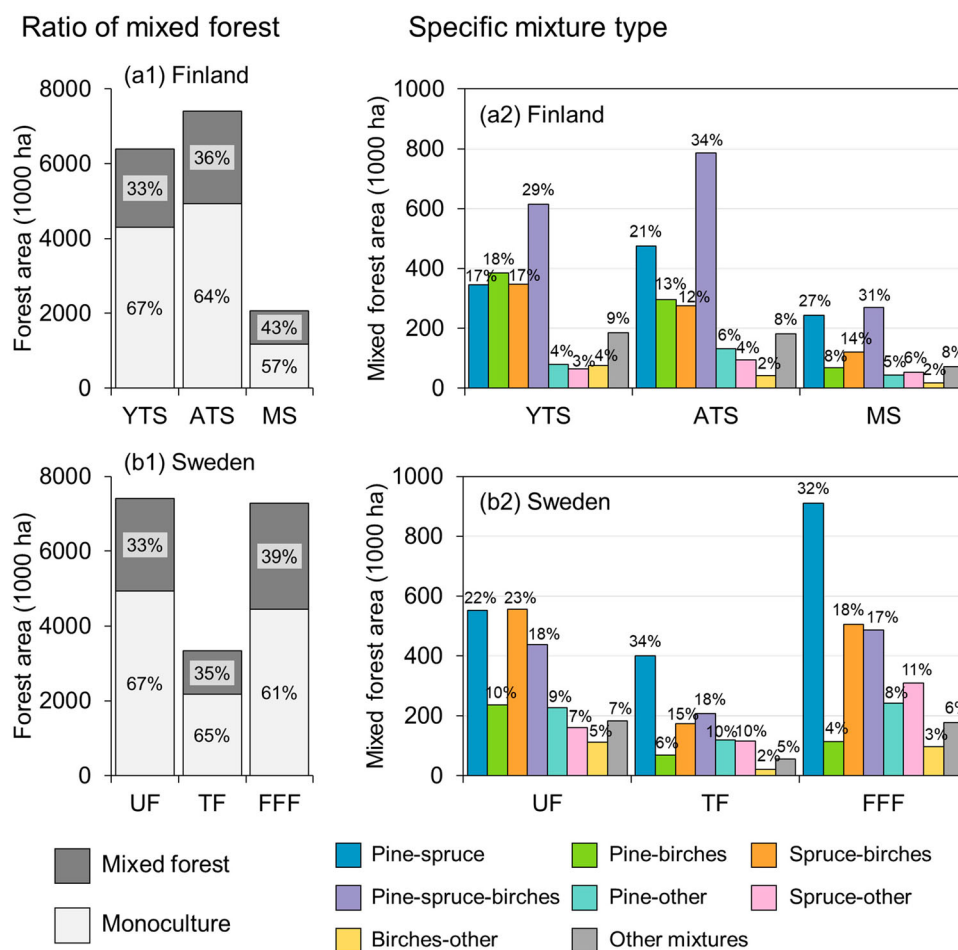 Ratio of mixed forest
Specific mixture type
(a1) Finland
Forest area (1000 ha)
8000
6000
4000
2000
0
33%
67%
36%
64%
43%
57%
YTS ATS MS
(a2) Finland
Mixed forest area (1000 ha)
1000
800
600
400
200
0
17% 18% 17% 29% 4% 3% 4% 9%
21% 13% 12% 34% 6% 4% 2% 8%
27% 8% 14% 31% 5% 6% 2% 8%
YTS ATS MS
(b1) Sweden
Forest area (1000 ha)
8000
6000
4000
2000
0
33%
67%
35%
65%
39%
61%
UF TF FFF
(b2) Sweden
Mixed forest area (1000 ha)
1000
800
600
400
200
0
22% 10% 23% 18% 9% 7% 5% 7%
34% 6% 15% 18% 10% 10% 2% 5%
32% 4% 18% 17% 8% 11% 3% 6%
UF TF FFF
Mixed forest
Monoculture
Pine-spruce Pine-birches Spruce-birches
Pine-spruce-birches Pine-other Spruce-other
Birches-other Other mixtures